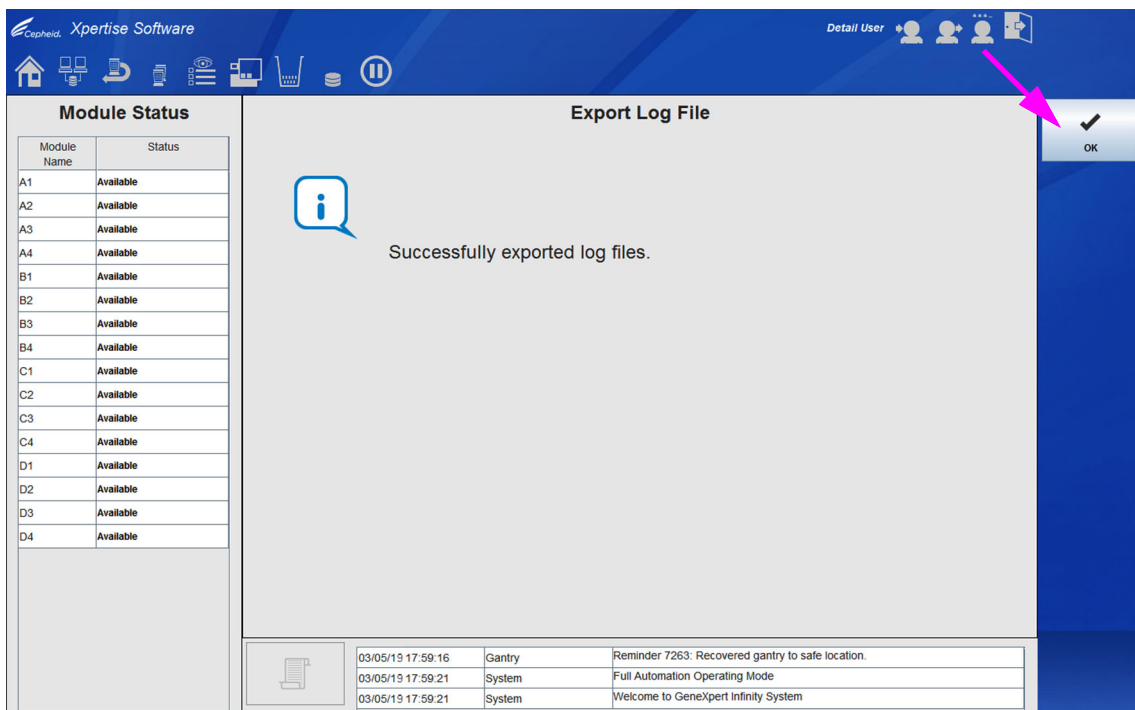 Cepheid. Xpertise Software
Detail User
Module Status
Export Log File
OK
Module Name Status
A1 Available
A2 Available
A3 Available
A4 Available
B1 Available
B2 Available
B3 Available
B4 Available
C1 Available
C2 Available
C3 Available
C4 Available
D1 Available
D2 Available
D3 Available
D4 Available
i
Successfully exported log files.
03/05/19 17:59:16 Gantry Reminder 7263: Recovered gantry to safe location.
03/05/19 17:59:21 System Full Automation Operating Mode
03/05/19 17:59:21 System Welcome to GeneXpert Infinity System